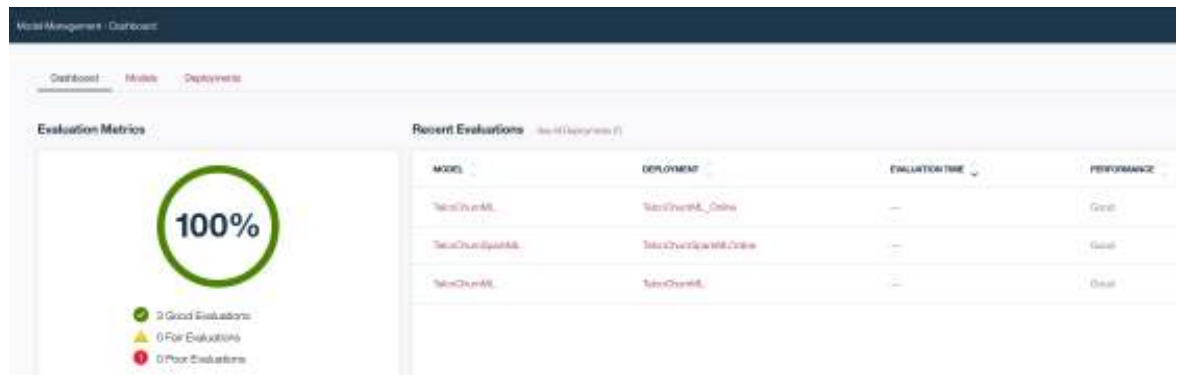 Model Management - Dashboard
Dashboard Models Deployments
Evaluation Metrics
Recent Evaluations
MODEL DEPLOYMENT EVALUATION TIME PERFORMANCE
100%
TelcoChurnML TelcoChurnML_Online --- Good
TelcoChurnSparkML TelcoChurnSparkMLOnline --- Good
TelcoChurnML TelcoChurnML --- Good
3 Good Evaluations
0 Fair Evaluations
0 Poor Evaluations